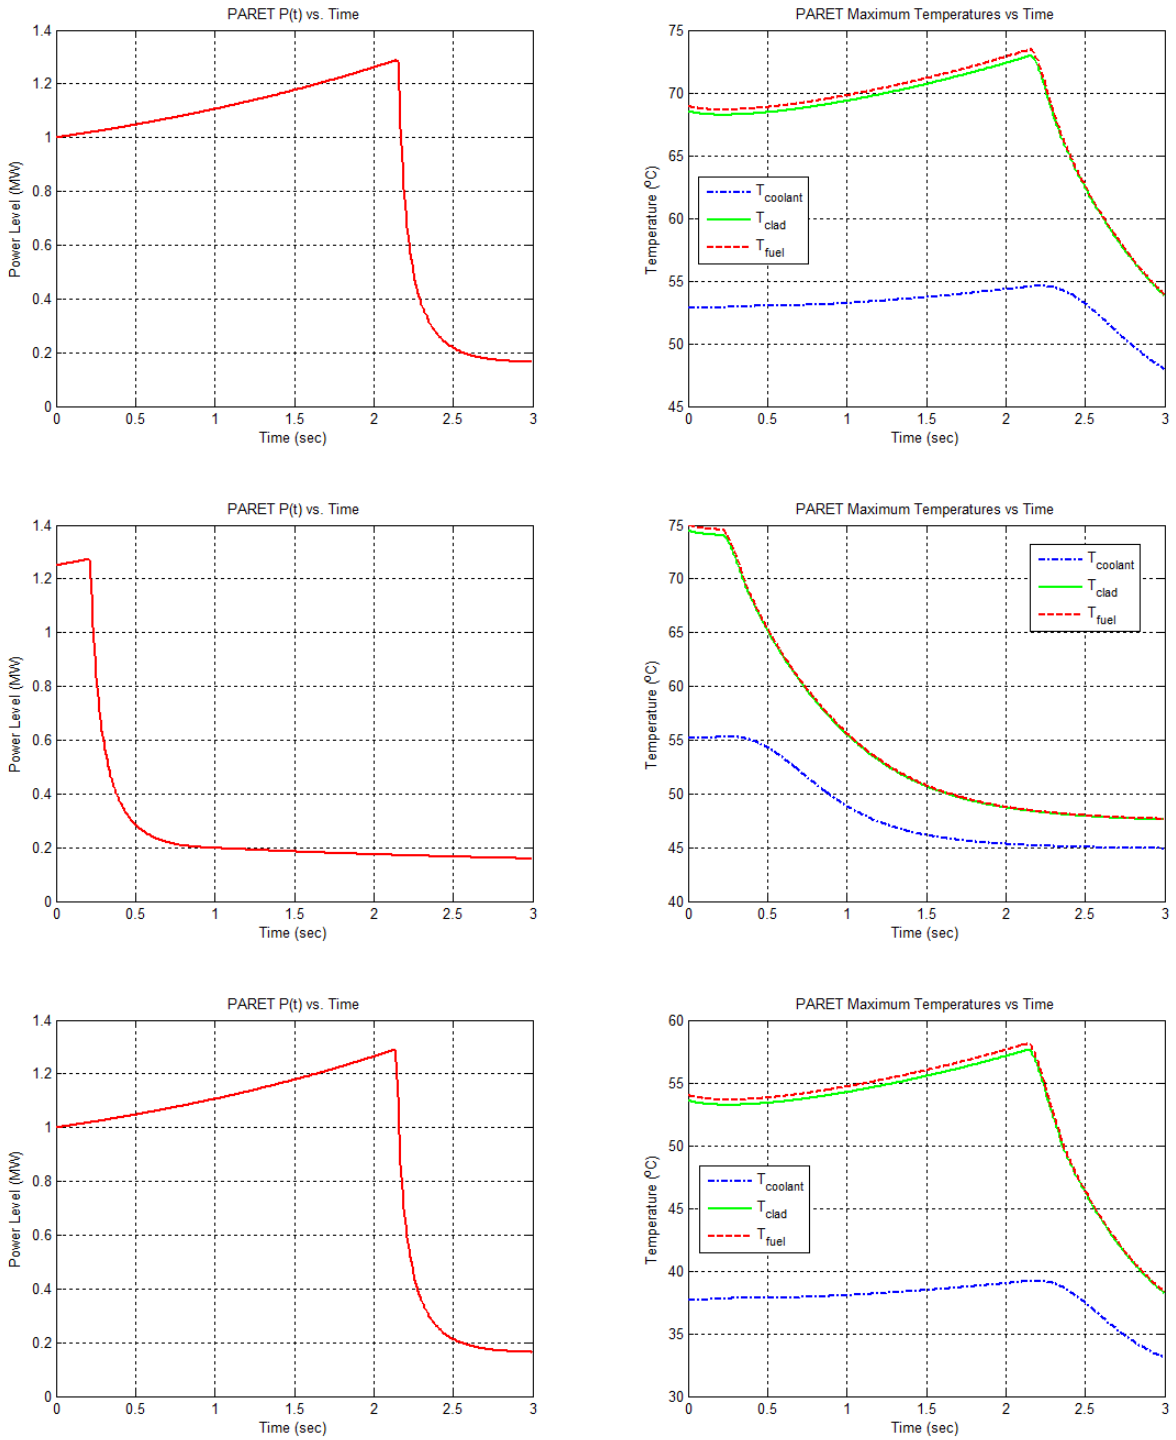 PARET P(t) vs. Time
1.4
1.2
1
0.8
0.6
0.4
0.2
0
Power Level (MW)
0 0.5 1 1.5 2 2.5 3
Time (sec)
PARET Maximum Temperatures vs Time
75
70
65
60
55
50
45
Temperature (ºC)
T_coolant
T_clad
T_fuel
0 0.5 1 1.5 2 2.5 3
Time (sec)
PARET P(t) vs. Time
1.4
1.2
1
0.8
0.6
0.4
0.2
0
Power Level (MW)
0 0.5 1 1.5 2 2.5 3
Time (sec)
PARET Maximum Temperatures vs Time
75
70
65
60
55
50
45
40
Temperature (ºC)
T_coolant
T_clad
T_fuel
0 0.5 1 1.5 2 2.5 3
Time (sec)
PARET P(t) vs. Time
1.4
1.2
1
0.8
0.6
0.4
0.2
0
Power Level (MW)
0 0.5 1 1.5 2 2.5 3
Time (sec)
PARET Maximum Temperatures vs Time
60
55
50
45
40
35
30
Temperature (ºC)
T_coolant
T_clad
T_fuel
0 0.5 1 1.5 2 2.5 3
Time (sec)